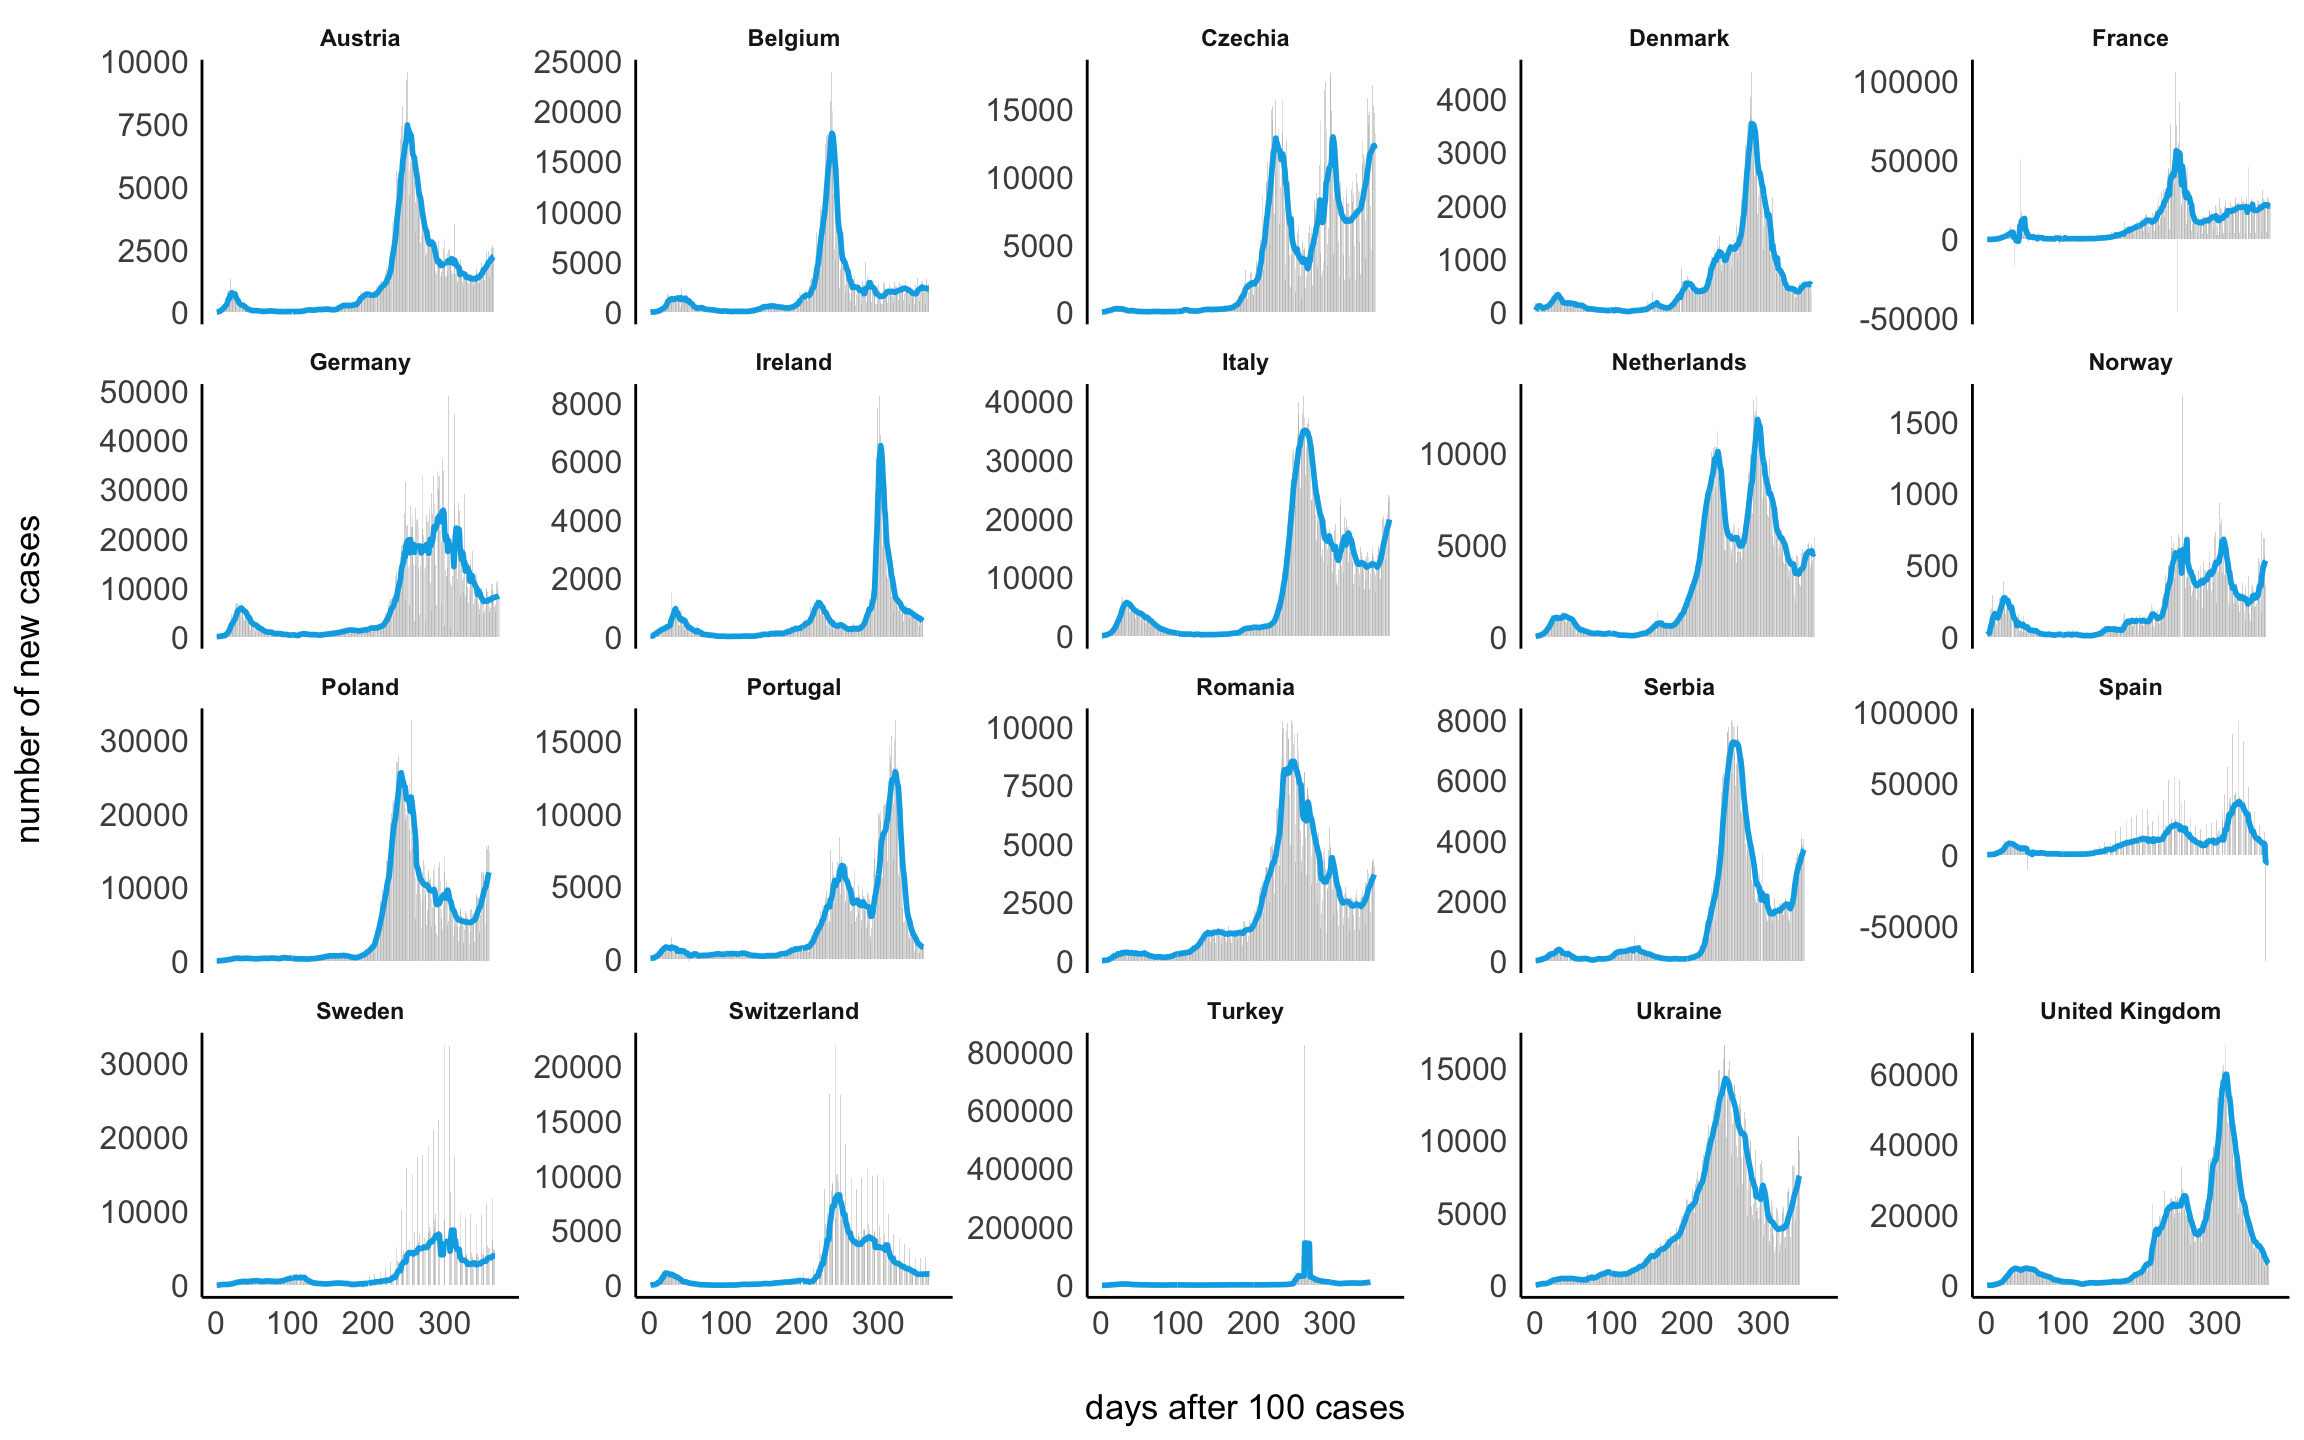 Austria Belgium Czechia Denmark France
10000 7500 5000 2500 0
25000 20000 15000 10000 5000 0
15000 10000 5000 0
4000 3000 2000 1000 0
100000 50000 0 -50000
Germany Ireland Italy Netherlands Norway
50000 40000 30000 20000 10000 0
8000 6000 4000 2000 0
40000 30000 20000 10000 0
10000 5000 0
1500 1000 500 0
number of new cases
Poland Portugal Romania Serbia Spain
30000 20000 10000 0
15000 10000 5000 0
10000 7500 5000 2500 0
8000 6000 4000 2000 0
100000 50000 0 -50000
Sweden Switzerland Turkey Ukraine United Kingdom
30000 20000 10000 0
20000 15000 10000 5000 0
800000 600000 400000 200000 0
15000 10000 5000 0
60000 40000 20000 0
0 100 200 300 0 100 200 300 0 100 200 300 0 100 200 300 0 100 200 300
days after 100 cases